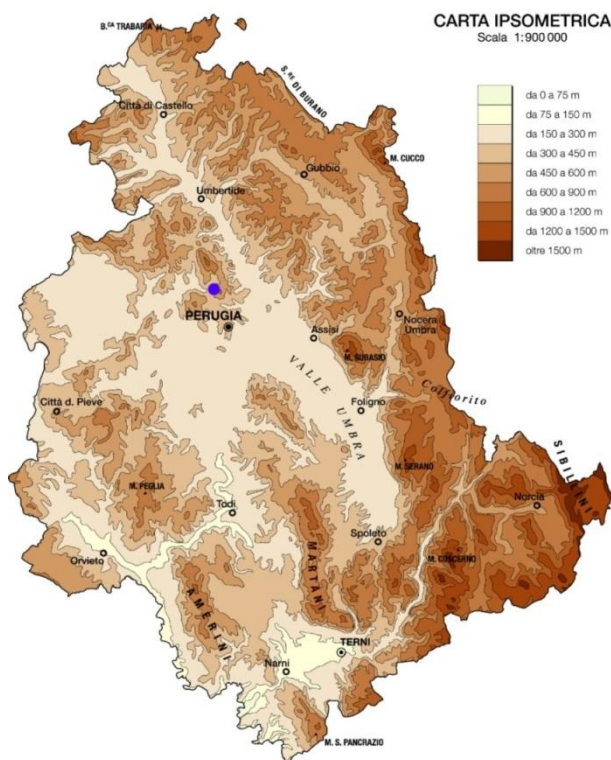 CARTA IPSOMETRICA
Scala 1:900 000
da 0 a 75 m
da 75 a 150 m
da 150 a 300 m
da 300 a 450 m
da 450 a 600 m
da 600 a 900 m
da 900 a 1200 m
da 1200 a 1500 m
oltre 1500 m
B.CA TRABARIA
S.RE DI BURANO
Città di Castello
M. CUCCO
Gubbio
Umbertide
PERUGIA
Nocera
Umbra
Assisi
M. SUBASIO
VALLE UMBRA
Colfiorito
Città d. Pieve
Foligno
M. SERANO
SIBILLINI
M. PEGLIA
Todi
Norcia
Spoleto
Orvieto
MARTANI
M. COSCERNO
AMERINI
TERNI
Narni
M. S. PANCRAZIO